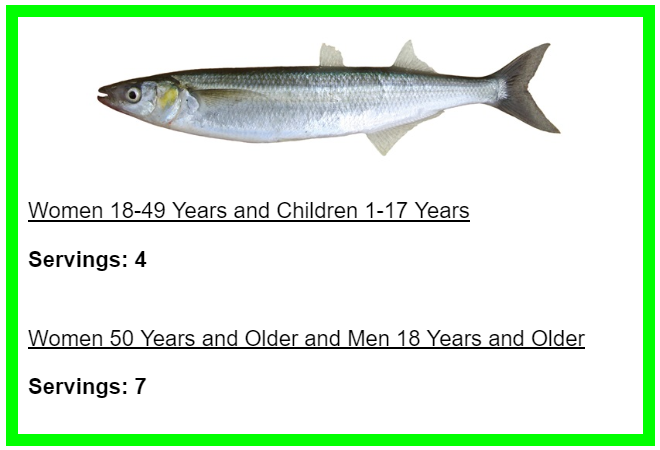 Women 18-49 Years and Children 1-17 Years
Servings: 4
Women 50 Years and Older and Men 18 Years and Older
Servings: 7